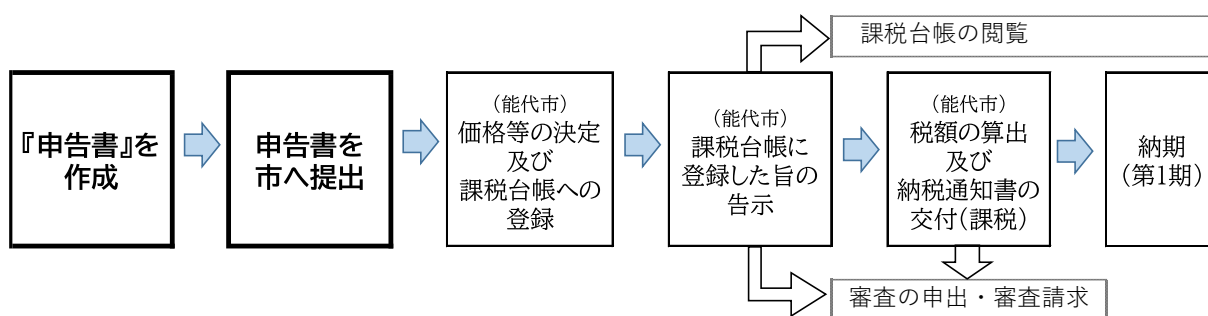 課税台帳の閲覧
『申告書』を
作成
申告書を
市へ提出
（能代市）
価格等の決定
及び
課税台帳への
登録
（能代市）
課税台帳に
登録した旨の
告示
（能代市）
税額の算出
及び
納税通知書の
交付（課税）
納期
（第1期）
審査の申出・審査請求